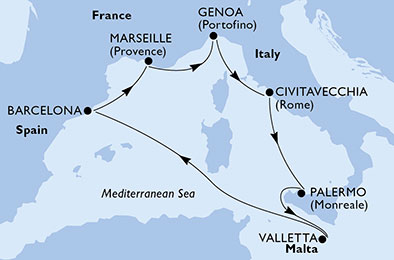 France
GENOA
(Portofino)
MARSEILLE
(Provence)
Italy
CIVITAVECCHIA
(Rome)
BARCELONA
Spain
Mediterranean Sea
PALERMO
(Monreale)
VALLETTA
Malta